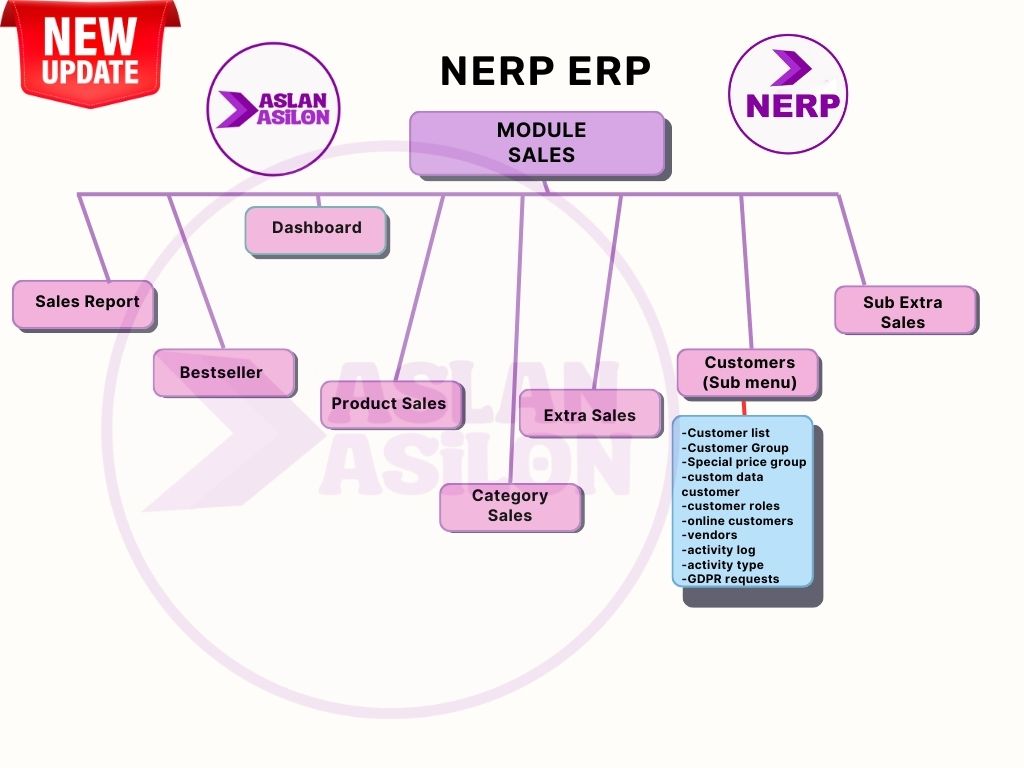 NEW
UPDATE
ASLAN
ASiLON
NERP ERP
NERP
MODULE
SALES
Dashboard
Sales Report
Sub Extra
Sales
Bestseller
Customers
(Sub menu)
Product Sales
Extra Sales
ASLAN
ASiLON
Category
Sales
-Customer list
-Customer Group
-Special price group
-custom data
customer
-customer roles
-online customers
-vendors
-activity log
-activity type
-GDPR requests